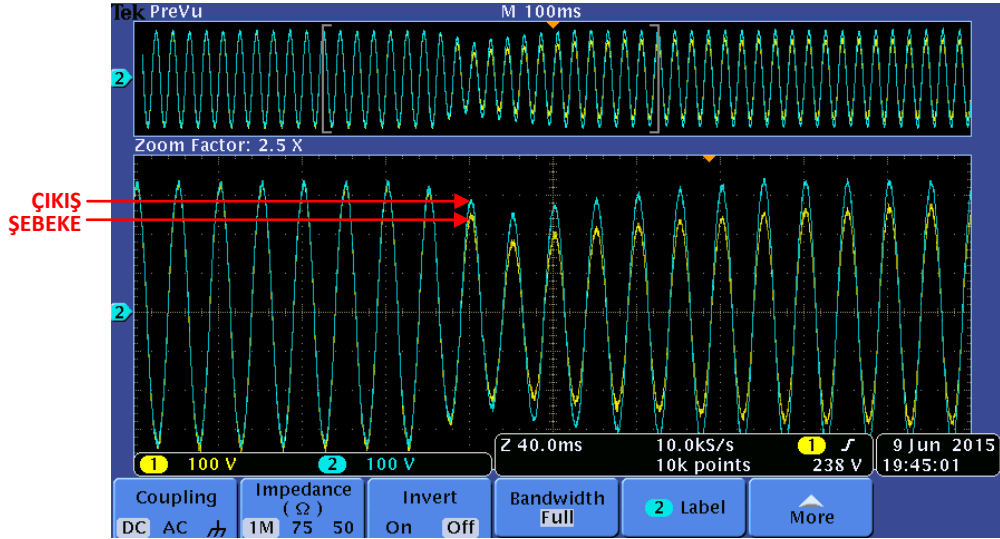 Tek PreVu M 100ms
2
Zoom Factor: 2.5 X
ÇIKIŞ
ŞEBEKE
2
Z 40.0ms 10.0kS/s 1 9 Jun 2015
10k points 238 V 19:45:01
1 100 V 2 100 V
Coupling Impedance Invert Bandwidth 2 Label More
(Ω) Full
DC AC 1M 75 50 On Off